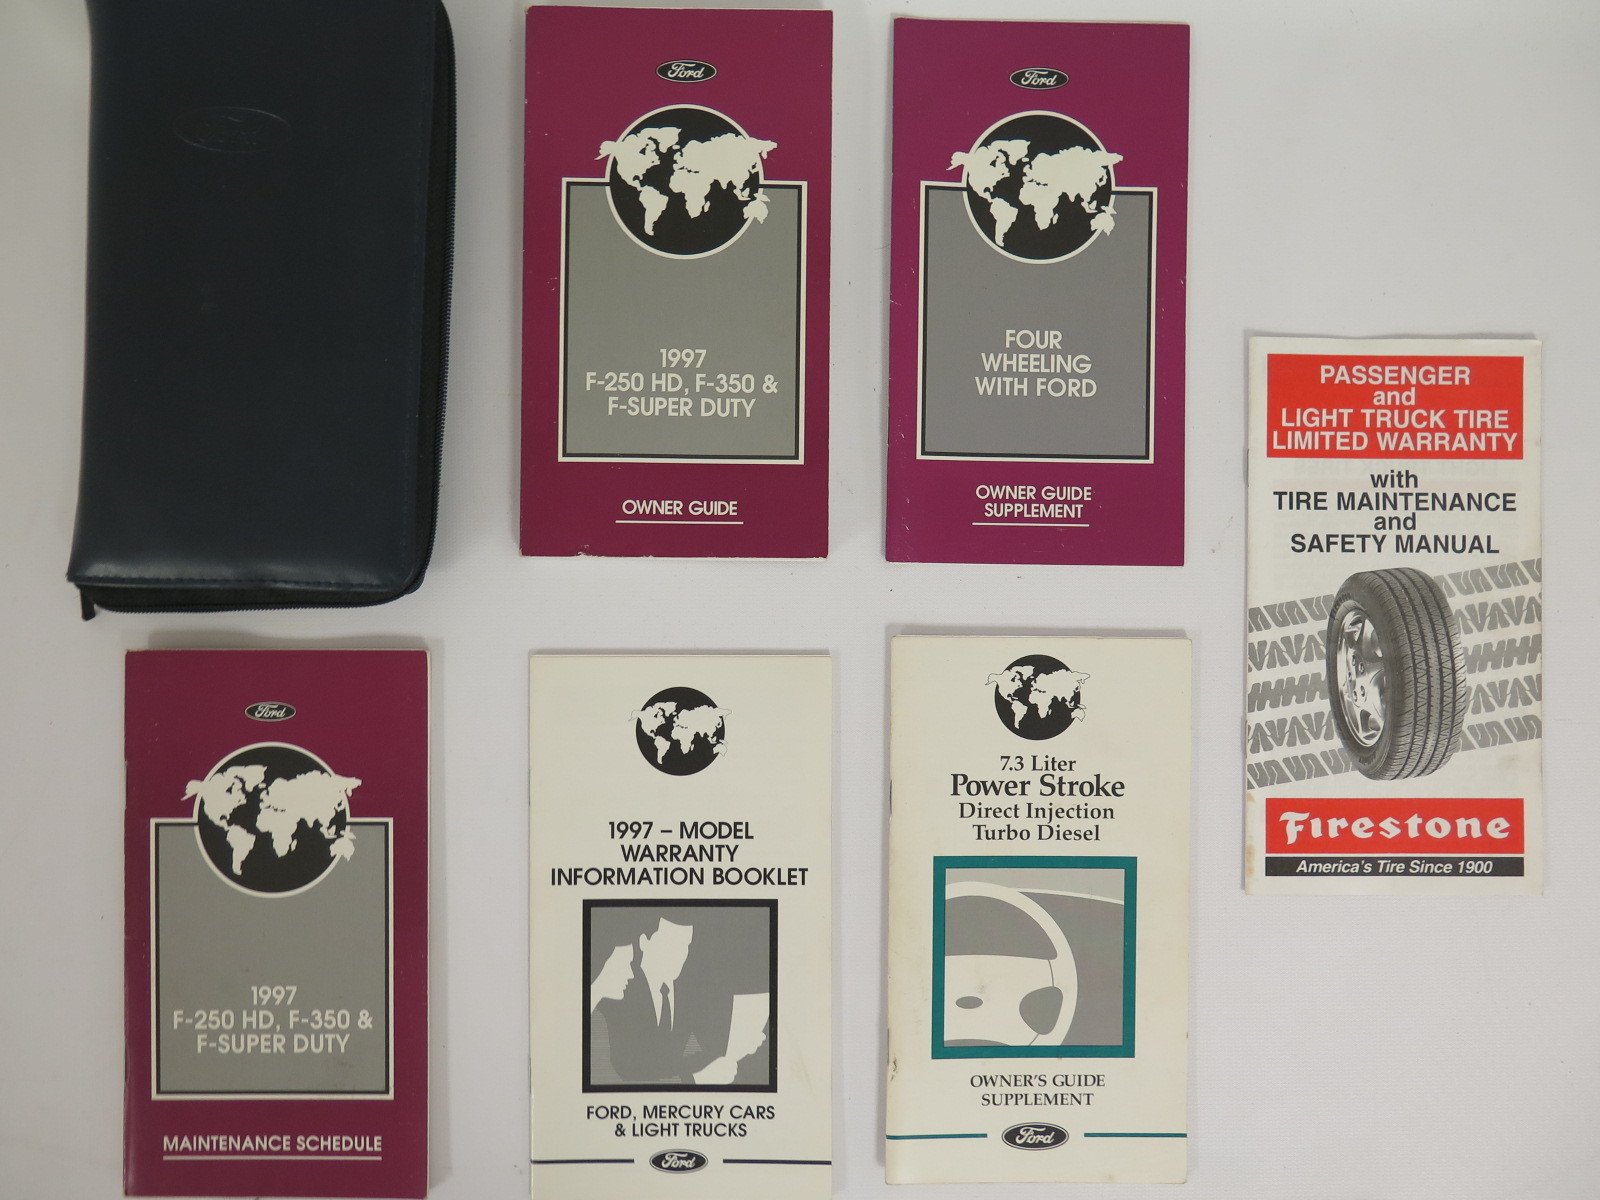 Ford
Ford
1997
F-250 HD, F-350 &
F-SUPER DUTY
OWNER GUIDE
Ford
FOUR
WHEELING
WITH FORD
OWNER GUIDE
SUPPLEMENT
PASSENGER
and
LIGHT TRUCK TIRE
LIMITED WARRANTY
with
TIRE MAINTENANCE
and
SAFETY MANUAL
Firestone
America's Tire Since 1900
Ford
1997
F-250 HD, F-350 &
F-SUPER DUTY
MAINTENANCE SCHEDULE
1997 – MODEL
WARRANTY
INFORMATION BOOKLET
FORD, MERCURY CARS
& LIGHT TRUCKS
Ford
7.3 Liter
Power Stroke
Direct Injection
Turbo Diesel
OWNER'S GUIDE
SUPPLEMENT
Ford